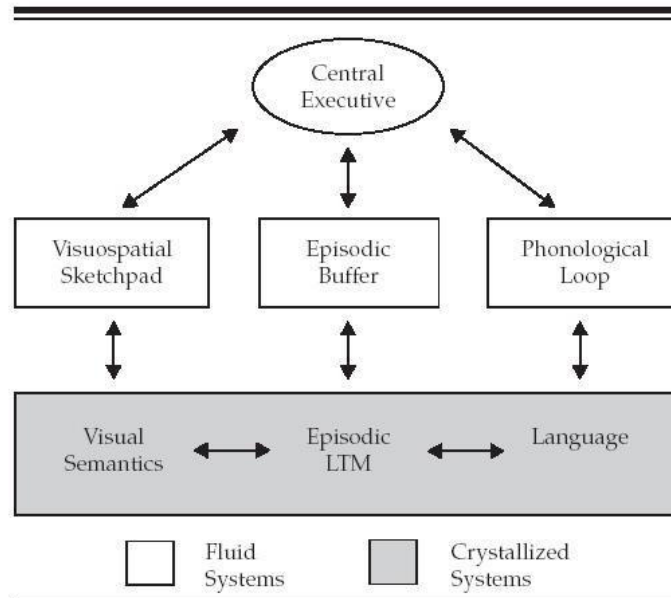 Central
Executive
Visuospatial
Sketchpad
Episodic
Buffer
Phonological
Loop
Visual
Semantics
Episodic
LTM
Language
Fluid
Systems
Crystallized
Systems